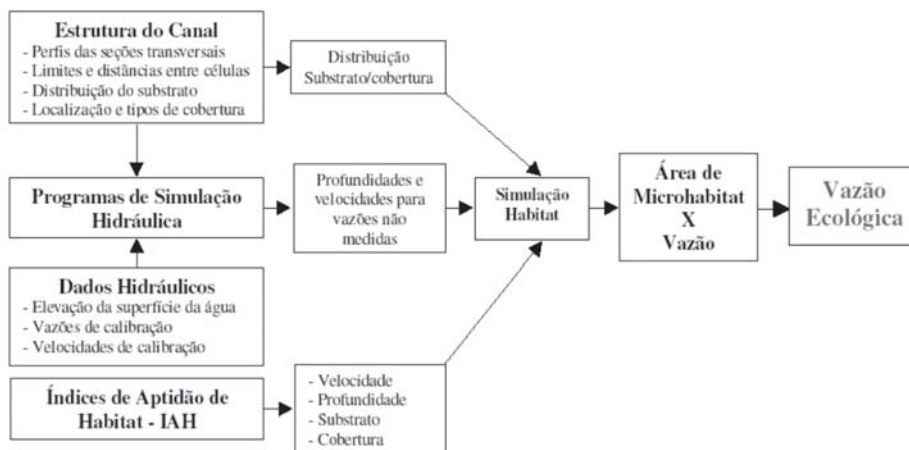 Estrutura do Canal
- Perfis das seções transversais
- Limites e distâncias entre células
- Distribuição do substrato
- Localização e tipos de cobertura
Distribuição
Substrato/cobertura
Programas de Simulação
Hidráulica
Profundidades e
velocidades para
vazões não
medidas
Simulação
Habitat
Área de
Microhabitat
X
Vazão
Vazão
Ecológica
Dados Hidráulicos
- Elevação da superfície da água
- Vazões de calibração
- Velocidades de calibração
Índices de Aptidão de
Habitat - IAH
- Velocidade
- Profundidade
- Substrato
- Cobertura